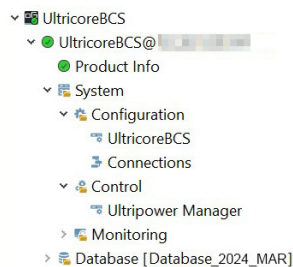 UltricoreBCS
UltricoreBCS@
Product Info
System
Configuration
UltricoreBCS
Connections
Control
Ultripower Manager
Monitoring
Database [Database_2024_MAR]